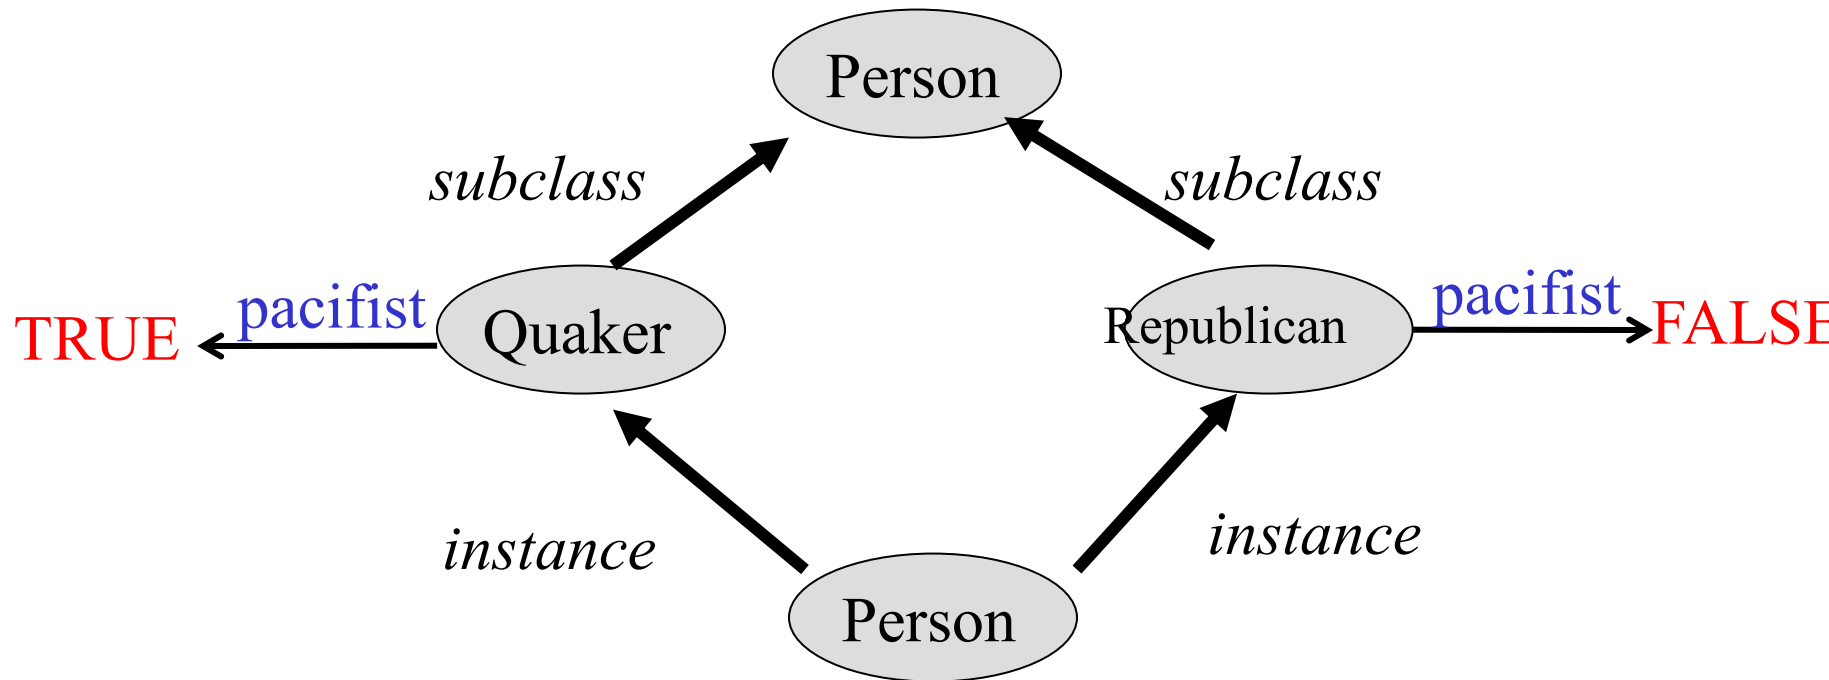 Person
subclass
subclass
TRUE
pacifist
Quaker
Republican
pacifist
FALSE
instance
instance
Person